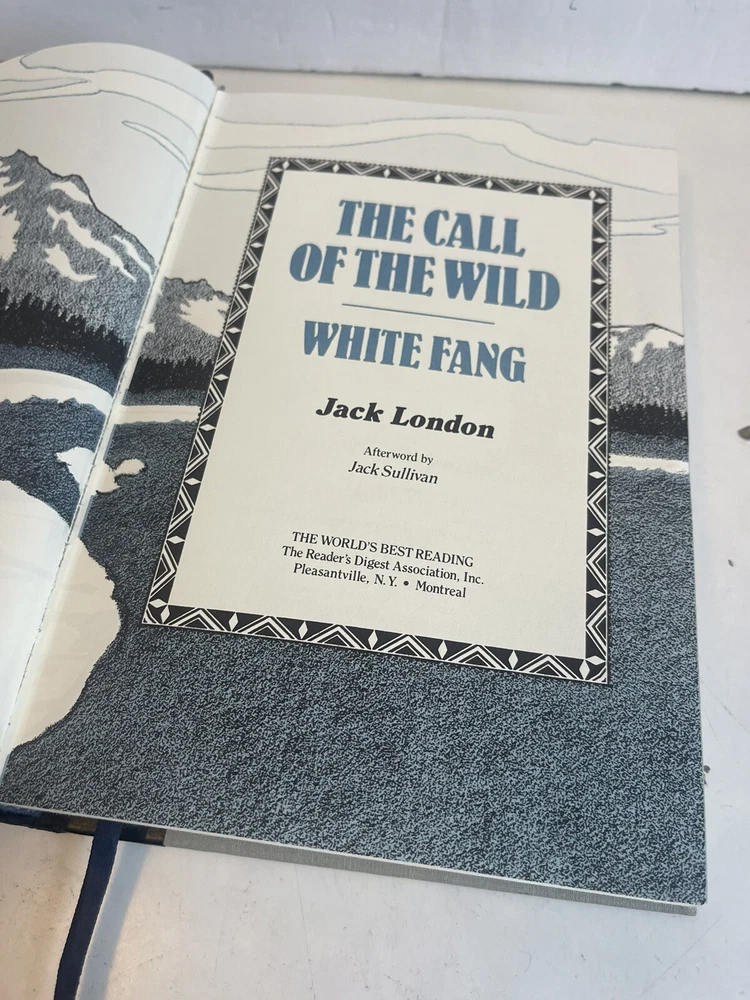 THE CALL
OF THE WILD
WHITE FANG
Jack London
Afterword by
Jack Sullivan
THE WORLD'S BEST READING
The Reader's Digest Association, Inc.
Pleasantville, N.Y. • Montreal